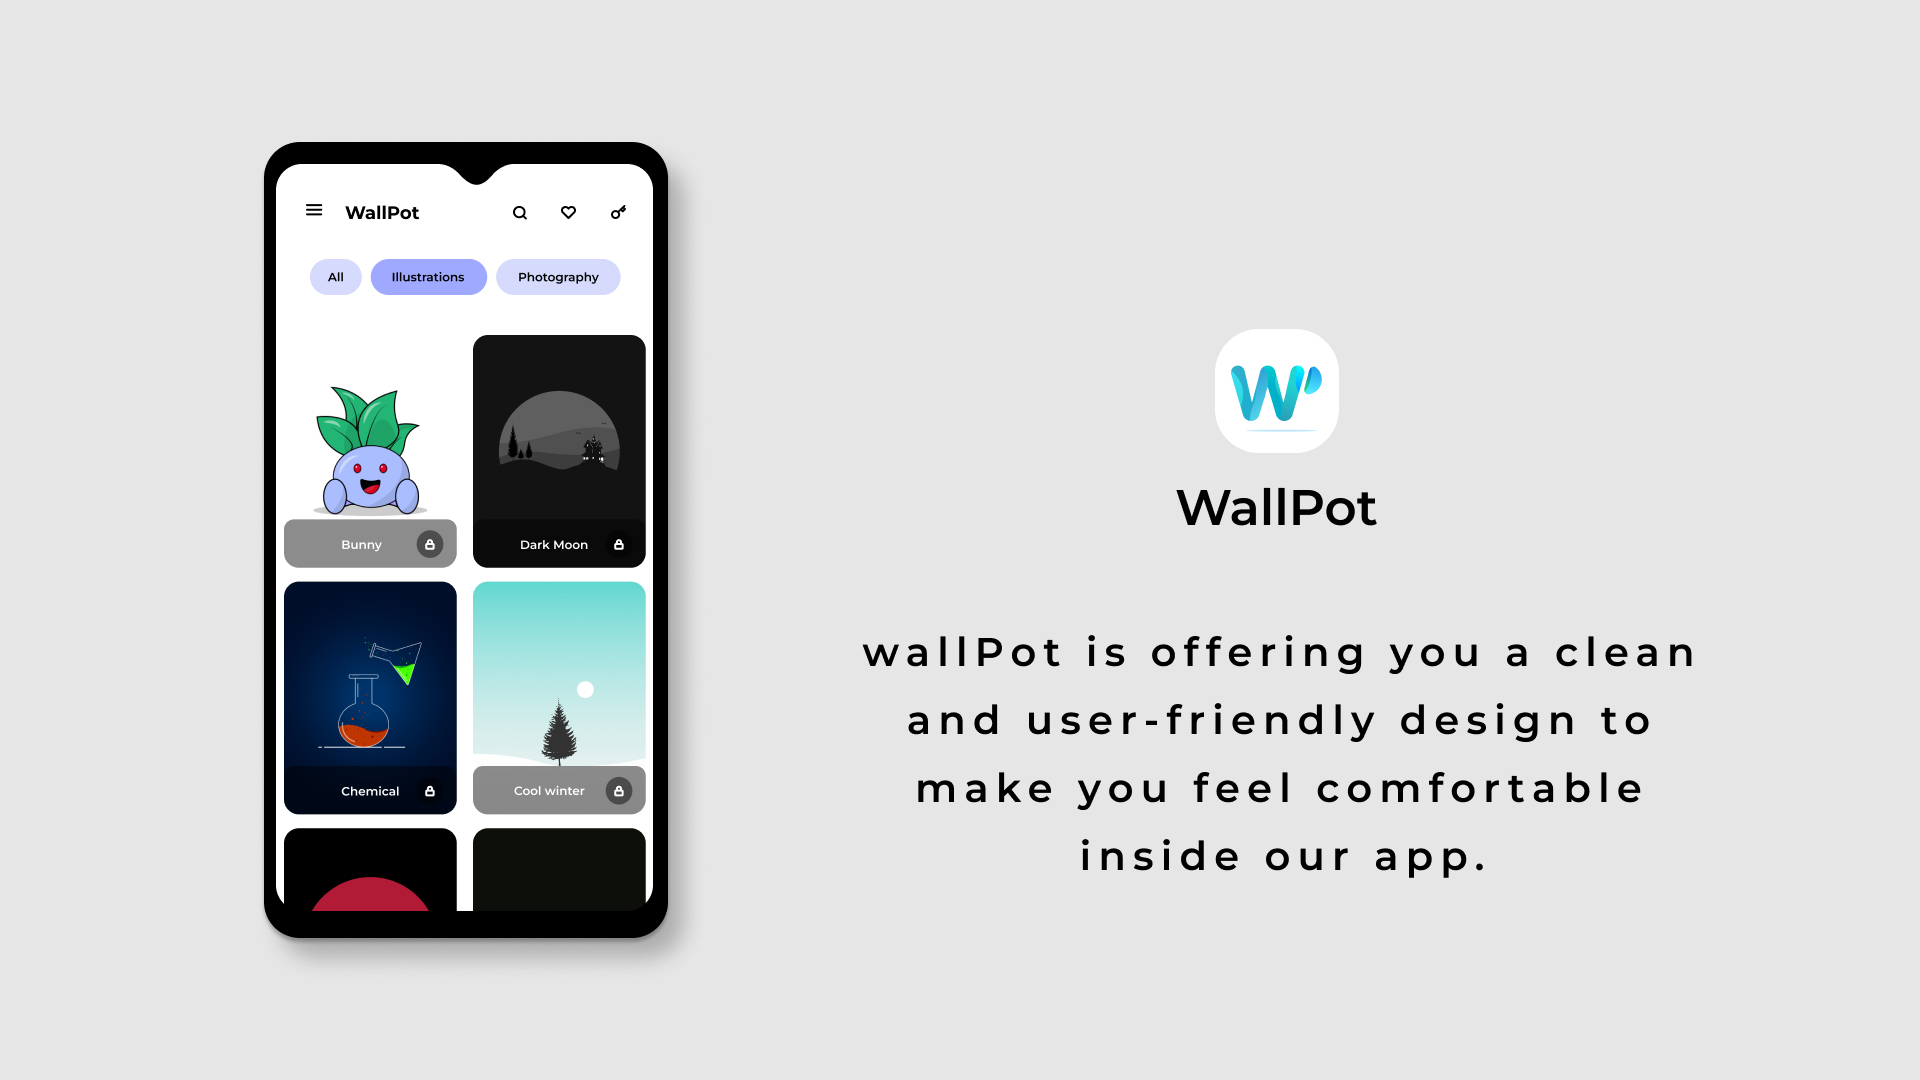 WallPot
All
Illustrations
Photography
Bunny
Dark Moon
Chemical
Cool winter
WP
WallPot
wallPot is offering you a clean
and user-friendly design to
make you feel comfortable
inside our app.